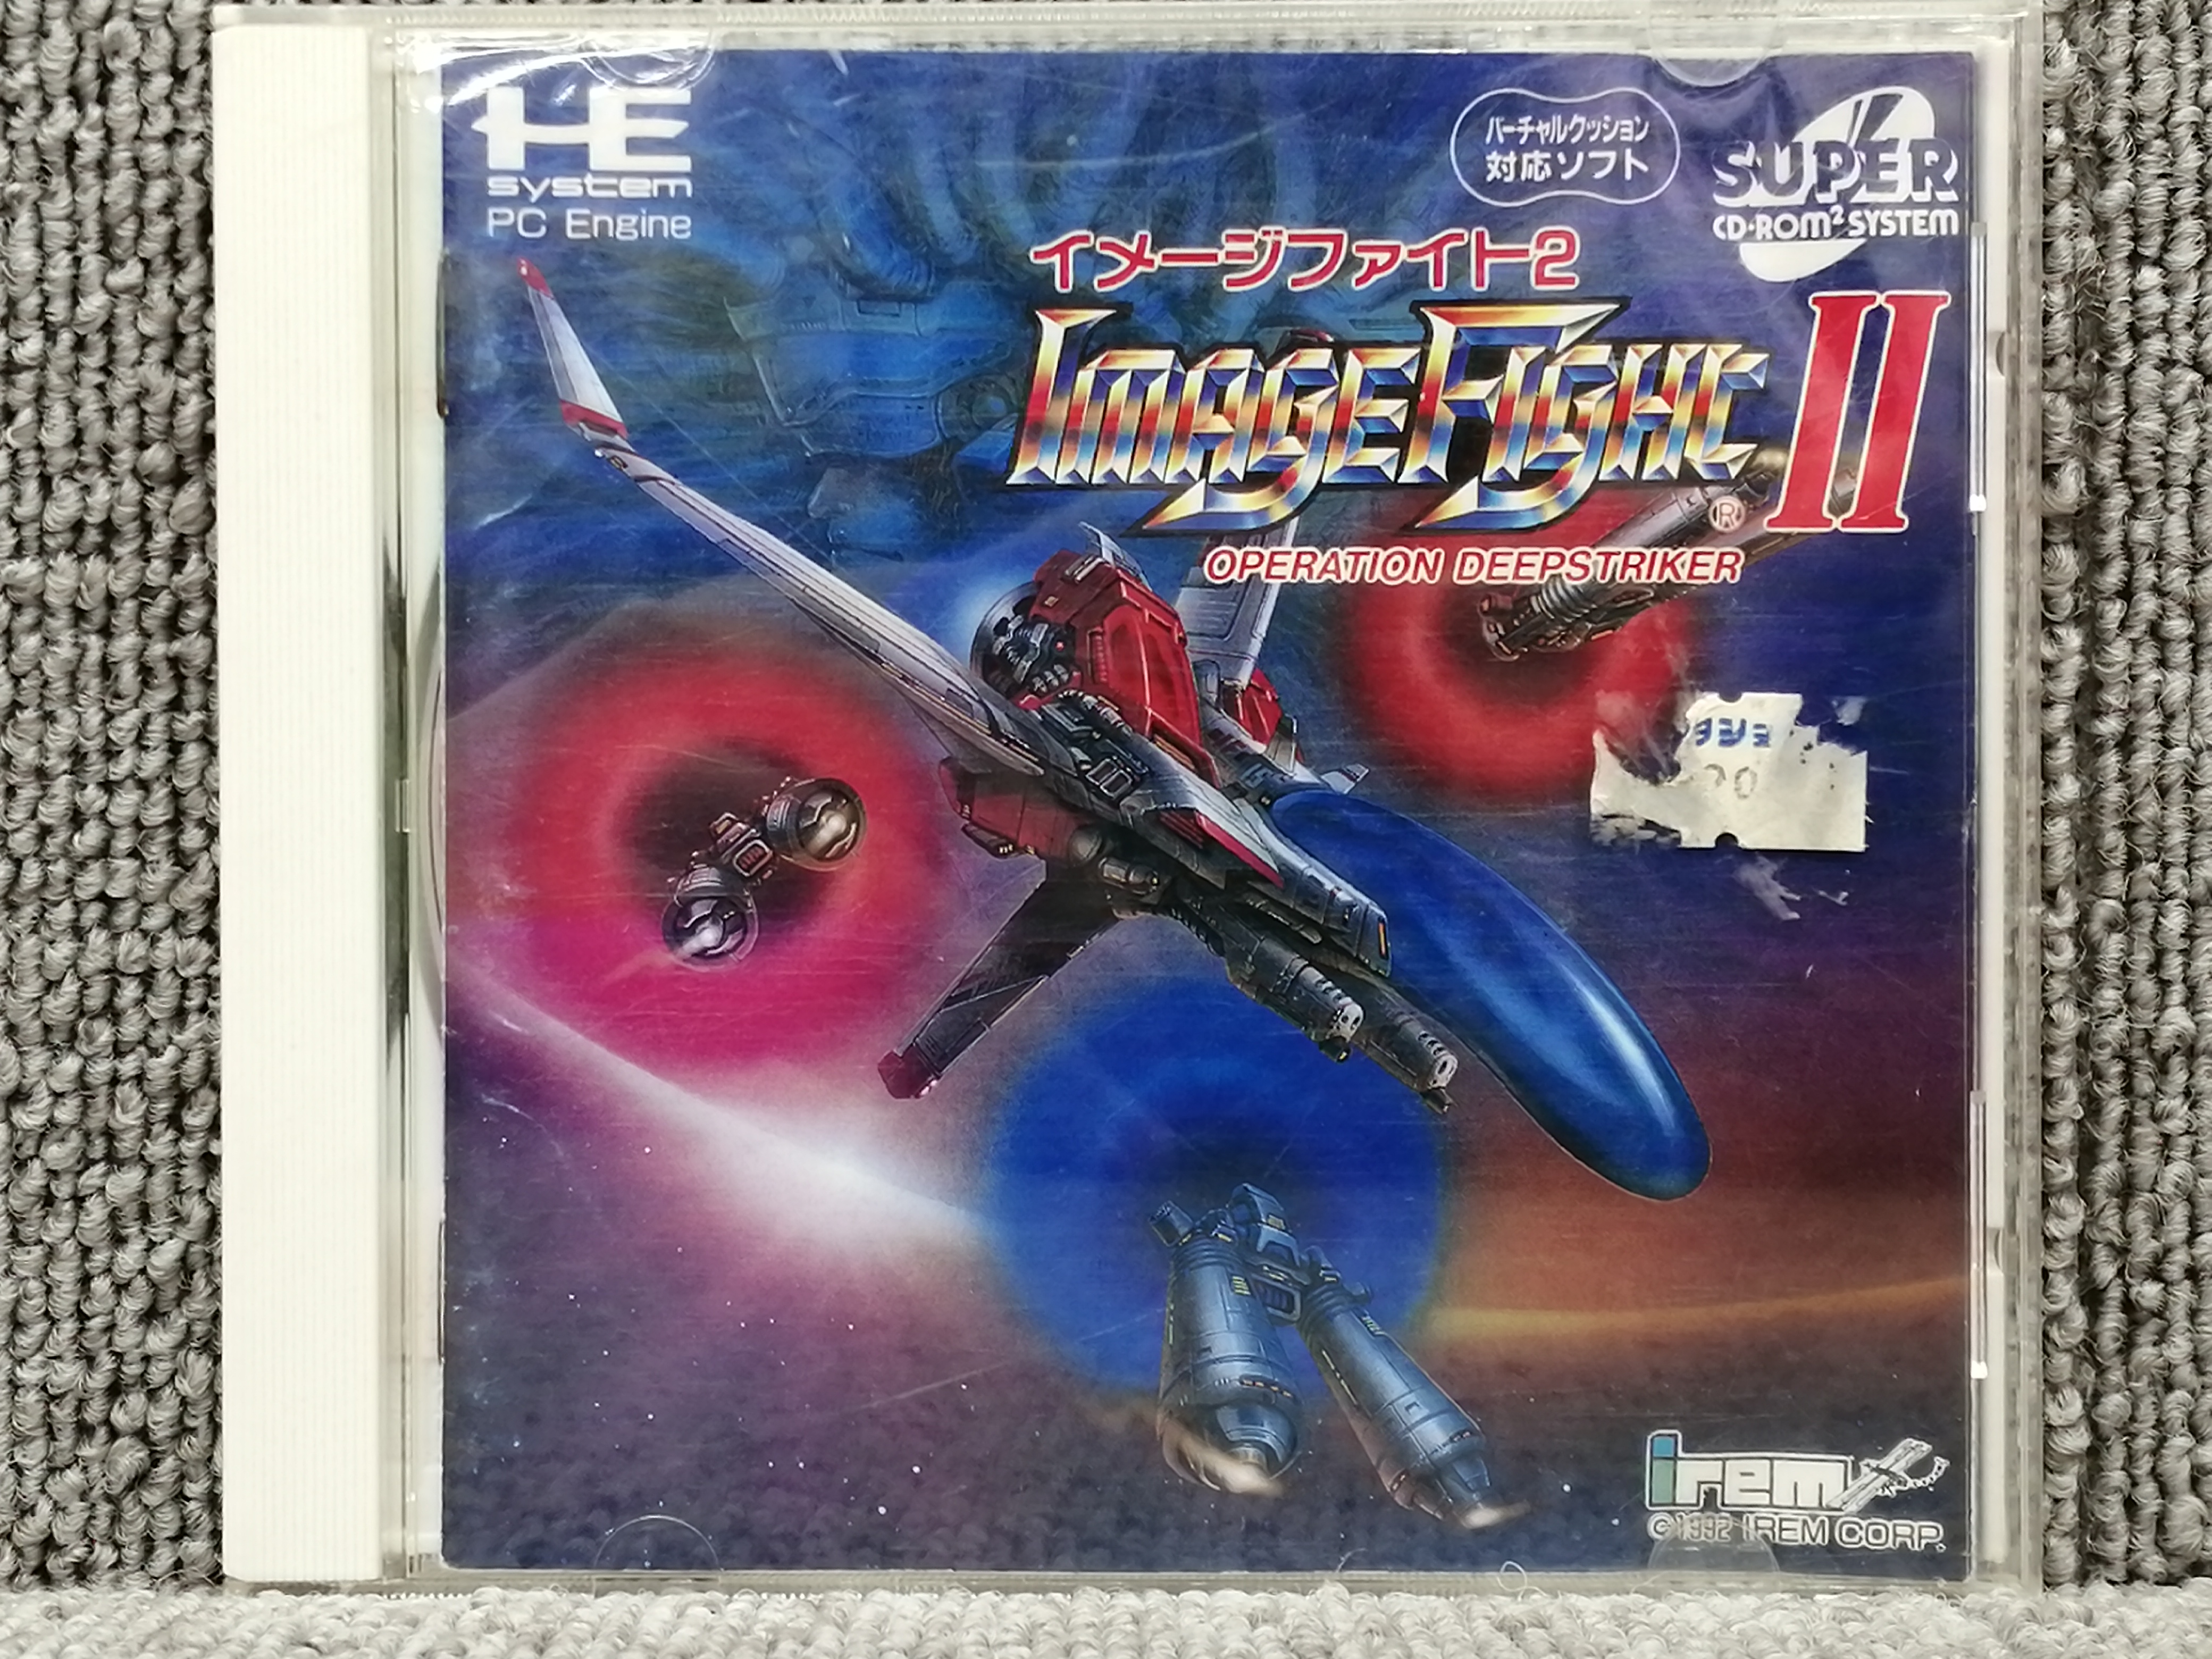 HE
system
PC Engine
バーチャルクッション
対応ソフト
SUPER
CD-ROM² SYSTEM
イメージファイト2
IMAGE FIGHT II
®
OPERATION DEEPSTRIKER
irem
©1992 IREM CORP.